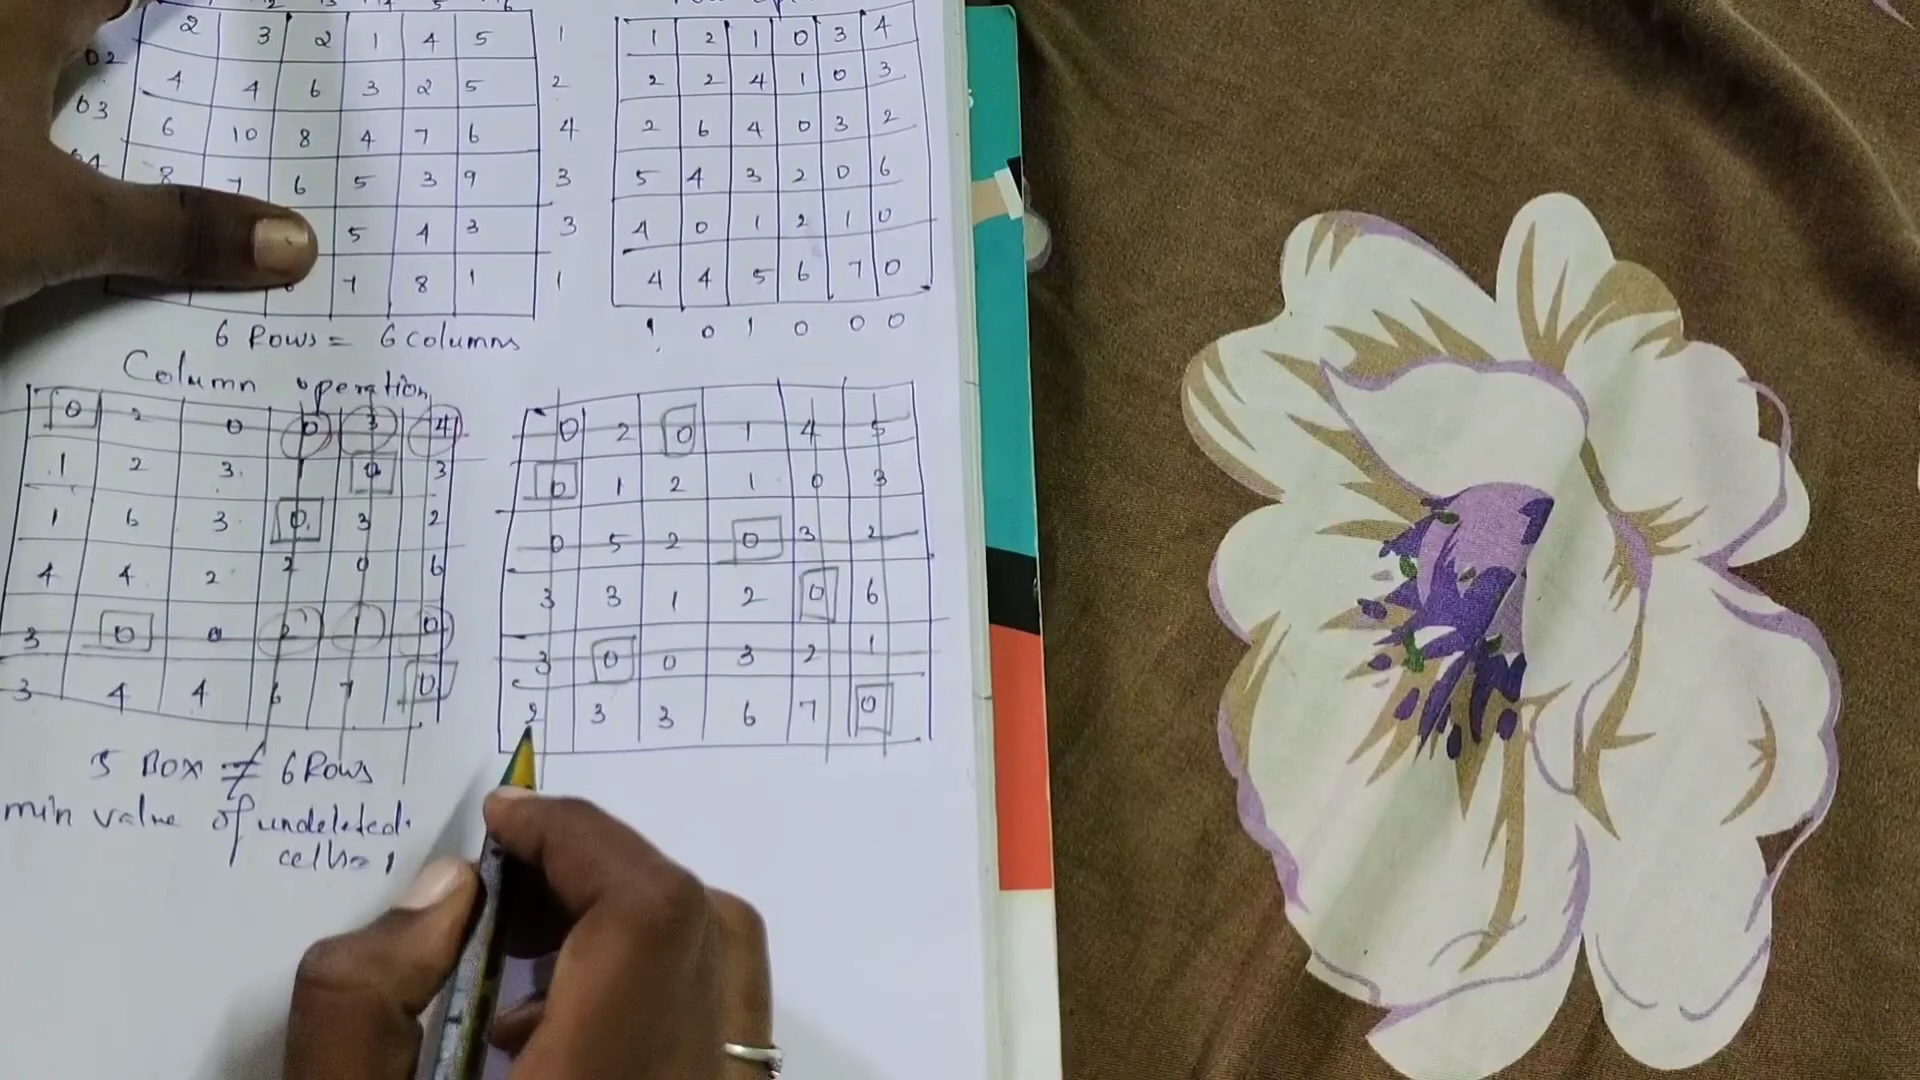 2 3 2 1 4 5 1
02
4 4 6 3 2 5 2
03
6 10 8 4 7 6 4
8 7 6 5 3 9 3
5 4 3 3
7 8 1 1
6 Rows = 6 columns
1 2 1 0 3 4
2 2 4 1 0 3
2 6 4 0 3 2
5 4 3 2 0 6
4 0 1 2 1 0
4 4 5 6 7 0
1 0 1 0 0 0
Column operation
0 2 0 0 3 4
1 2 3 1 0 3
1 6 3 0 3 2
4 4 2 2 0 6
3 0 0 2 1 0
3 4 4 6 7 0
5 Box ≠ 6 Rows
min value of undeleted
cells = 1
0 2 0 1 4 5
0 1 2 1 0 3
0 5 2 0 3 2
3 3 1 2 0 6
3 0 0 3 2 1
2 3 3 6 7 0